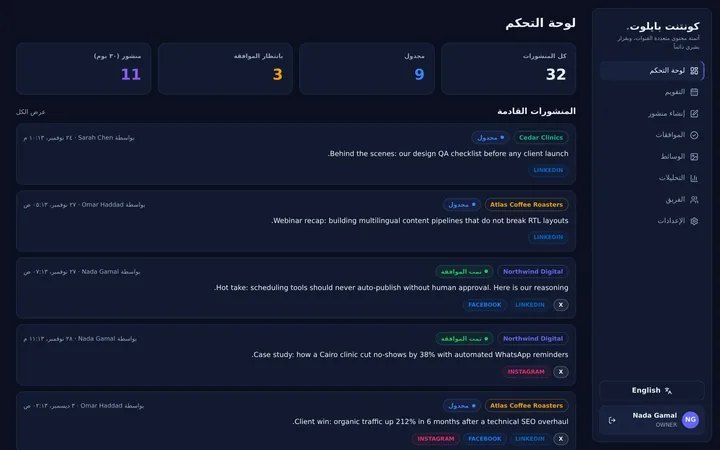 كونتنت بايلوت.
أتمتة محتوى متعددة القنوات، وبقرار
بشري دائماً
لوحة التحكم
التقويم
إنشاء منشور
الموافقات
الوسائط
التحليلات
الفريق
الإعدادات
English
NG
Nada Gamal
OWNER
لوحة التحكم
كل المنشورات
32
مجدول
9
بانتظار الموافقة
3
منشور (٣٠ يوم)
11
المنشورات القادمة
عرض الكل
Cedar Clinics مجدول بواسطة Sarah Chen · ٢٤ نوفمبر، ١٠:١٣ م
.Behind the scenes: our design QA checklist before any client launch
LINKEDIN
Atlas Coffee Roasters مجدول بواسطة Omar Haddad · ٢٧ نوفمبر، ٠٥:١٣ ص
.Webinar recap: building multilingual content pipelines that do not break RTL layouts
LINKEDIN
Northwind Digital تمت الموافقة بواسطة Nada Gamal · ٢٧ نوفمبر، ٠٧:١٣ ص
.Hot take: scheduling tools should never auto-publish without human approval. Here is our reasoning
X LINKEDIN FACEBOOK
Northwind Digital تمت الموافقة بواسطة Nada Gamal · ٢٨ نوفمبر، ١١:١٣ م
.Case study: how a Cairo clinic cut no-shows by 38% with automated WhatsApp reminders
X INSTAGRAM
Atlas Coffee Roasters مجدول بواسطة Omar Haddad · ٣ ديسمبر، ٠٢:١٣ ص
.Client win: organic traffic up 212% in 6 months after a technical SEO overhaul
X LINKEDIN FACEBOOK INSTAGRAM